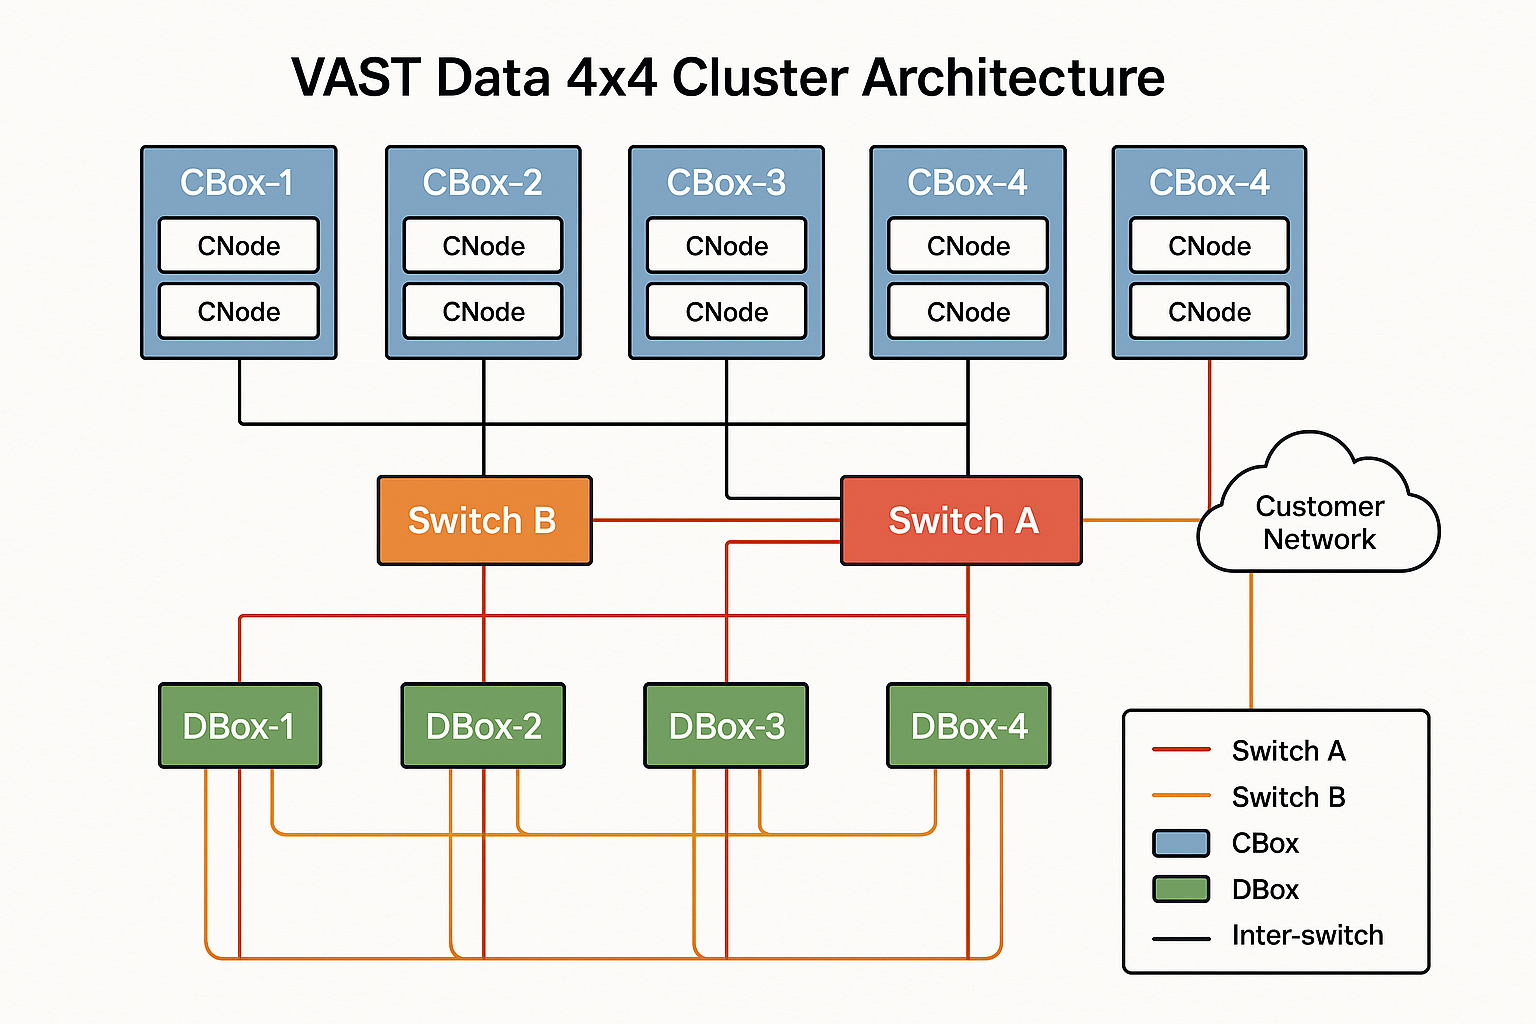 VAST Data 4x4 Cluster Architecture
CBox-1
CNode
CNode
CBox-2
CNode
CNode
CBox-3
CNode
CNode
CBox-4
CNode
CNode
CBox-4
CNode
CNode
Switch B
Switch A
Customer
Network
DBox-1
DBox-2
DBox-3
DBox-4
Switch A
Switch B
CBox
DBox
Inter-switch